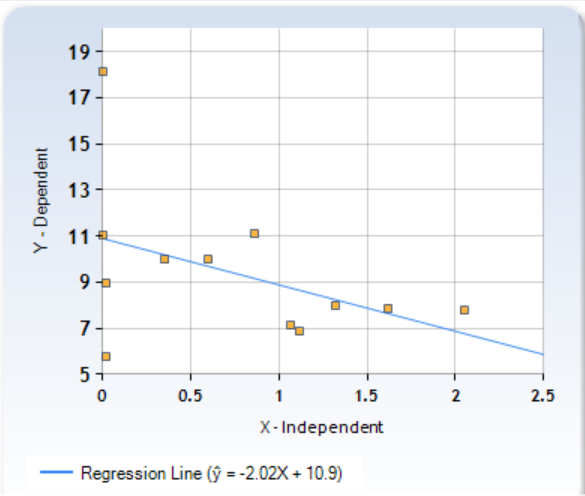 19
17
15
13
11
9
7
5
0 0.5 1 1.5 2 2.5
Y - Dependent
X - Independent
Regression Line (ŷ = -2.02X + 10.9)